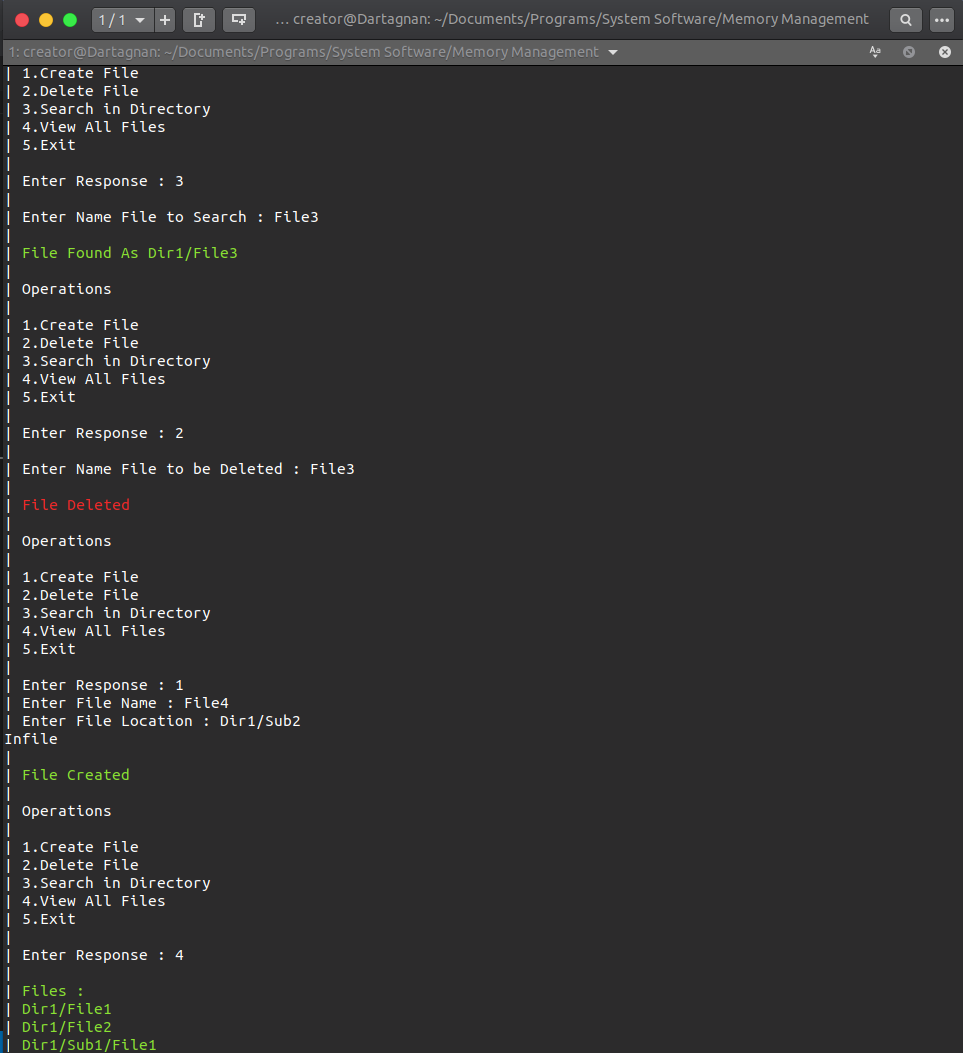 1 / 1
... creator@Dartagnan: ~/Documents/Programs/System Software/Memory Management
1: creator@Dartagnan: ~/Documents/Programs/System Software/Memory Management
| 1.Create File
| 2.Delete File
| 3.Search in Directory
| 4.View All Files
| 5.Exit
|
| Enter Response : 3
|
| Enter Name File to Search : File3
|
| File Found As Dir1/File3
|
| Operations
|
| 1.Create File
| 2.Delete File
| 3.Search in Directory
| 4.View All Files
| 5.Exit
|
| Enter Response : 2
|
| Enter Name File to be Deleted : File3
|
| File Deleted
|
| Operations
|
| 1.Create File
| 2.Delete File
| 3.Search in Directory
| 4.View All Files
| 5.Exit
|
| Enter Response : 1
| Enter File Name : File4
| Enter File Location : Dir1/Sub2
Infile
|
| File Created
|
| Operations
|
| 1.Create File
| 2.Delete File
| 3.Search in Directory
| 4.View All Files
| 5.Exit
|
| Enter Response : 4
|
| Files :
| Dir1/File1
| Dir1/File2
| Dir1/Sub1/File1